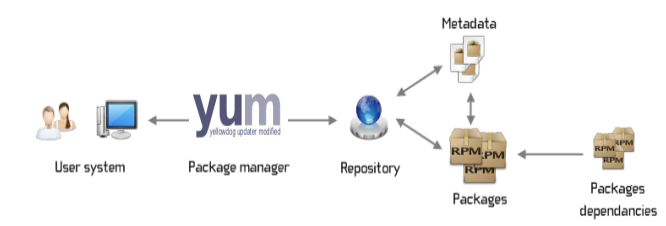 Metadata
yum
yellowdog updater modified
User system
Package manager
Repository
RPM
RPM
RPM
Packages
RPM
RPM
RPM
Packages
dependancies